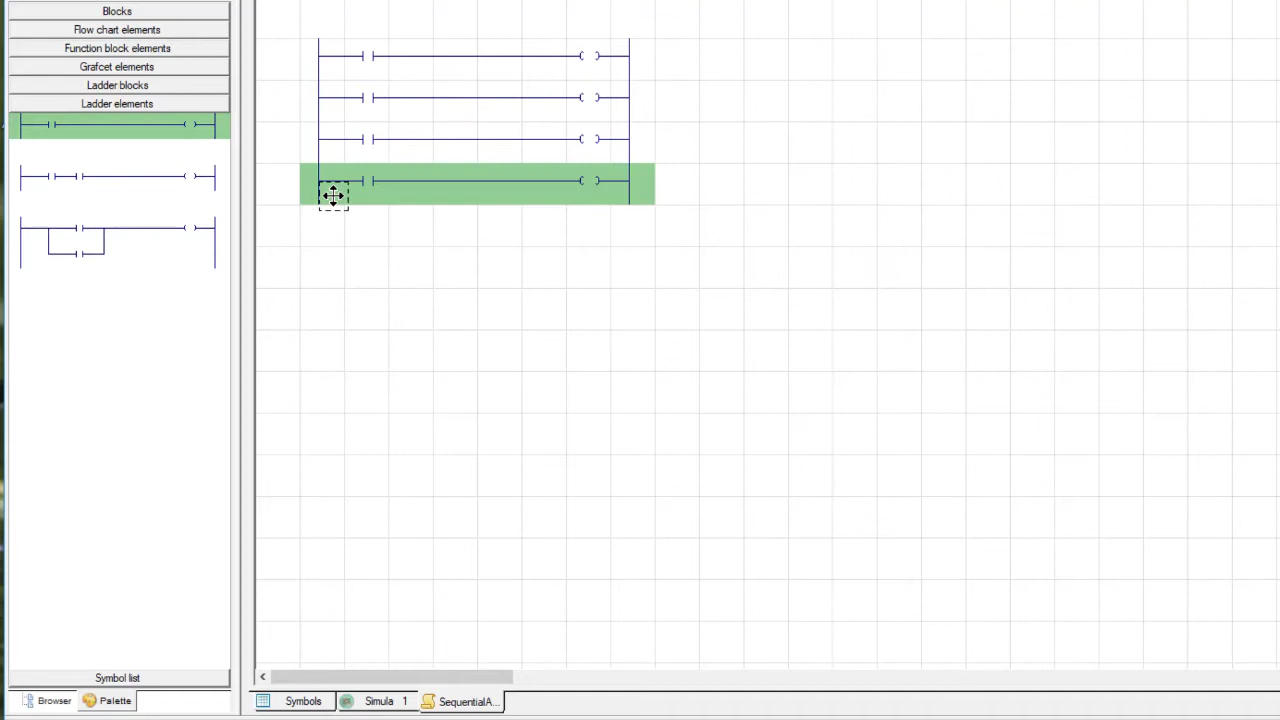 Blocks
Flow chart elements
Function block elements
Grafcet elements
Ladder blocks
Ladder elements
Symbol list
Browser
Palette
Symbols
Simula 1
SequentialA...